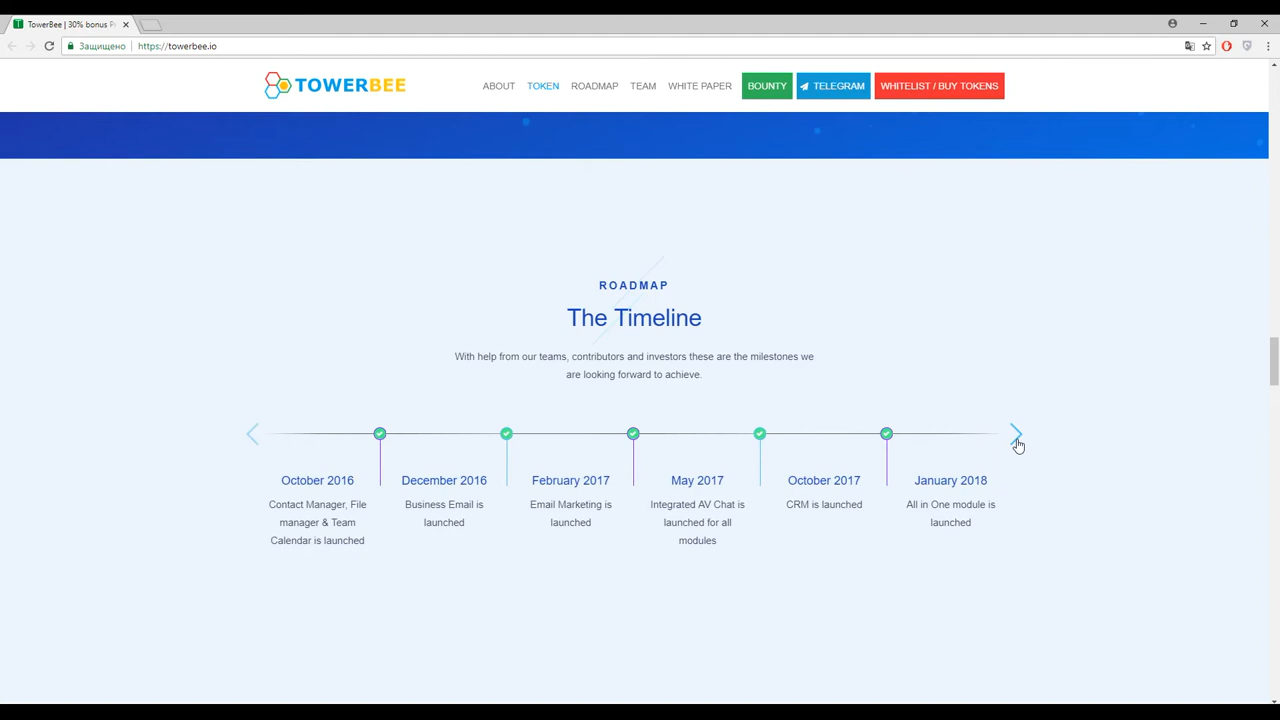 TowerBee | 30% bonus
Защищено
https://towerbee.io
TOWERBEE
ABOUT
TOKEN
ROADMAP
TEAM
WHITE PAPER
BOUNTY
TELEGRAM
WHITELIST / BUY TOKENS
ROADMAP
The Timeline
With help from our teams, contributors and investors these are the milestones we
are looking forward to achieve.
October 2016
Contact Manager, File
manager & Team
Calendar is launched
December 2016
Business Email is
launched
February 2017
Email Marketing is
launched
May 2017
Integrated AV Chat is
launched for all
modules
October 2017
CRM is launched
January 2018
All in One module is
launched